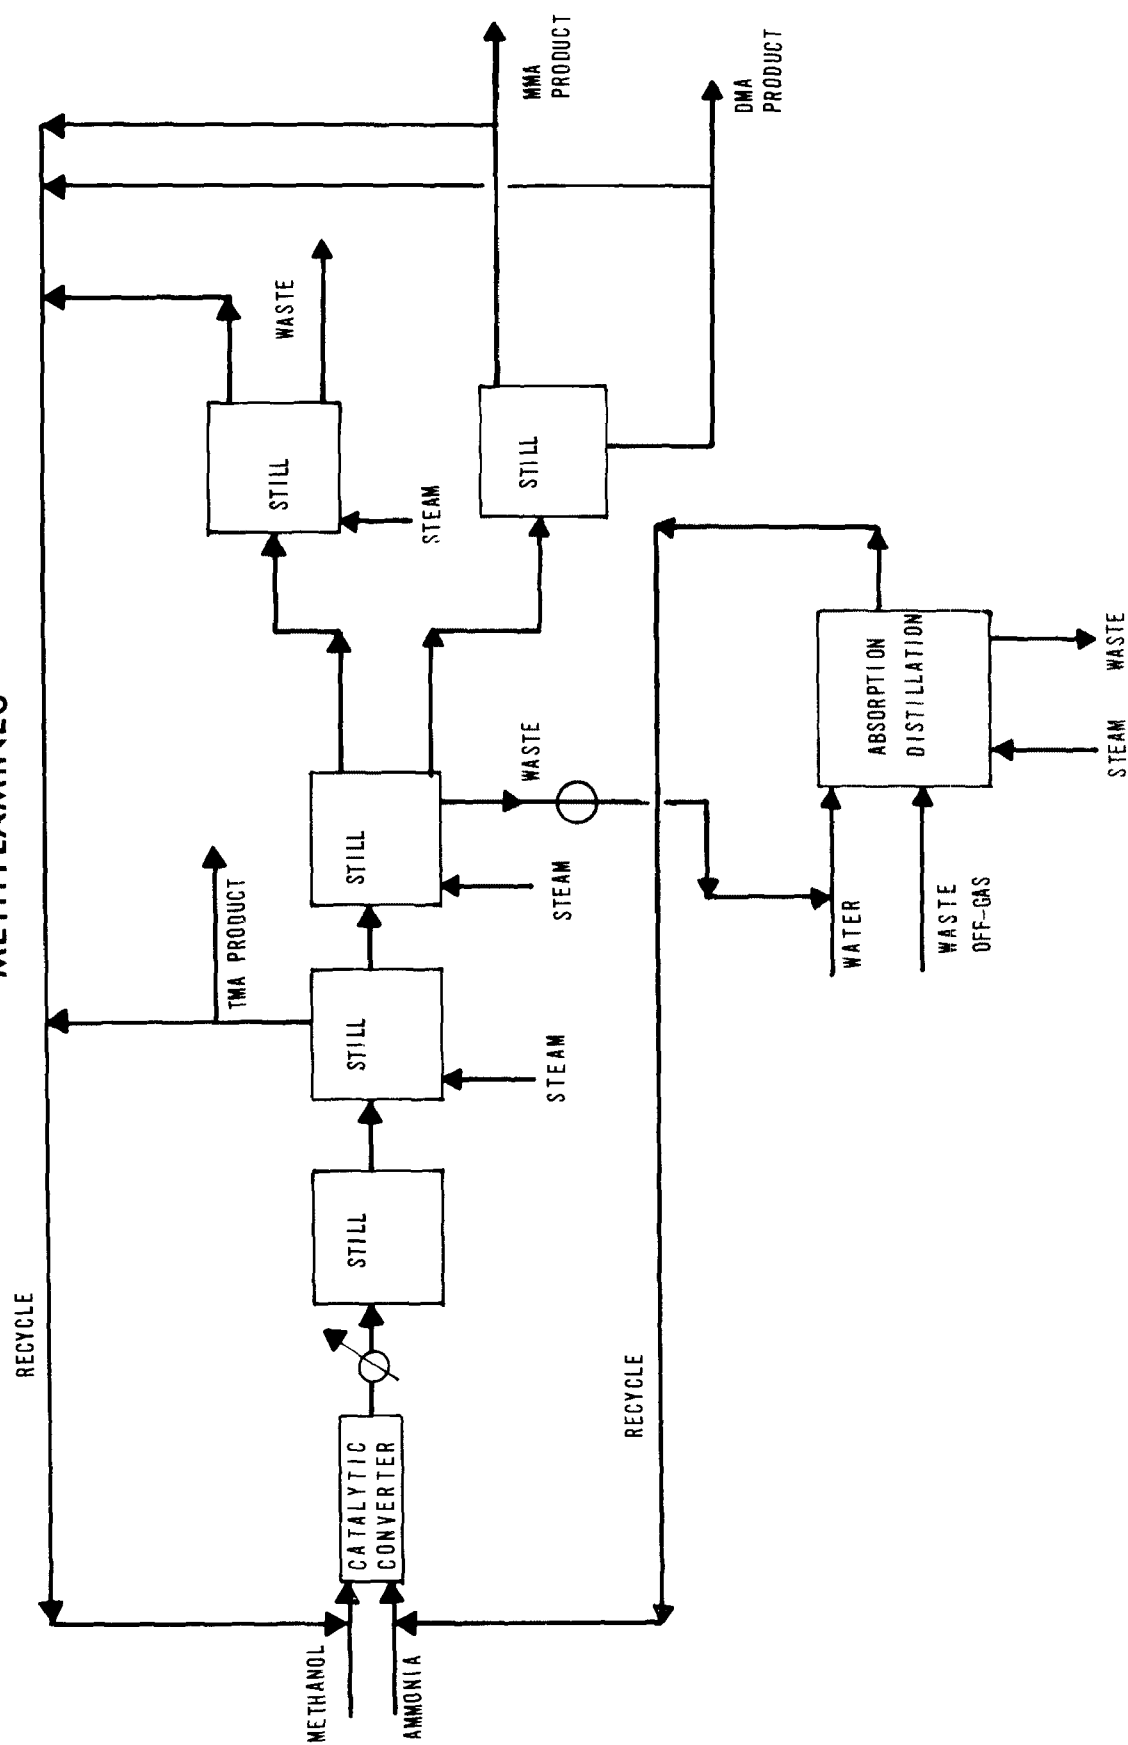 METHYLAMINES
RECYCLE
TMA PRODUCT
STILL
WASTE
METHANOL
CATALYTIC
CONVERTER
STILL
STILL
STILL
AMMONIA
STEAM
STILL
MMA
PRODUCT
WASTE
STEAM
STEAM
RECYCLE
DMA
PRODUCT
WATER
ABSORPTION
DISTILLATION
WASTE
OFF-GAS
STEAM
WASTE